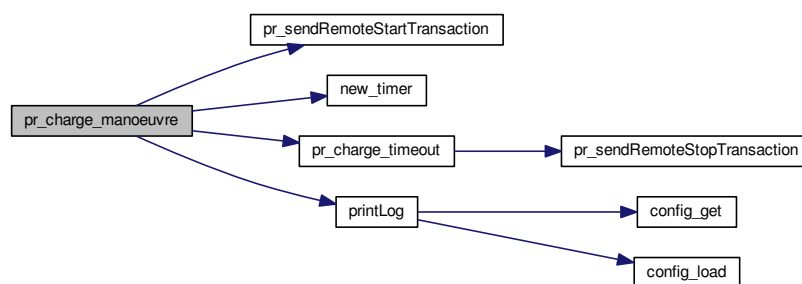 pr_sendRemoteStartTransaction
new_timer
pr_charge_manoeuvre
pr_charge_timeout
pr_sendRemoteStopTransaction
printLog
config_get
config_load